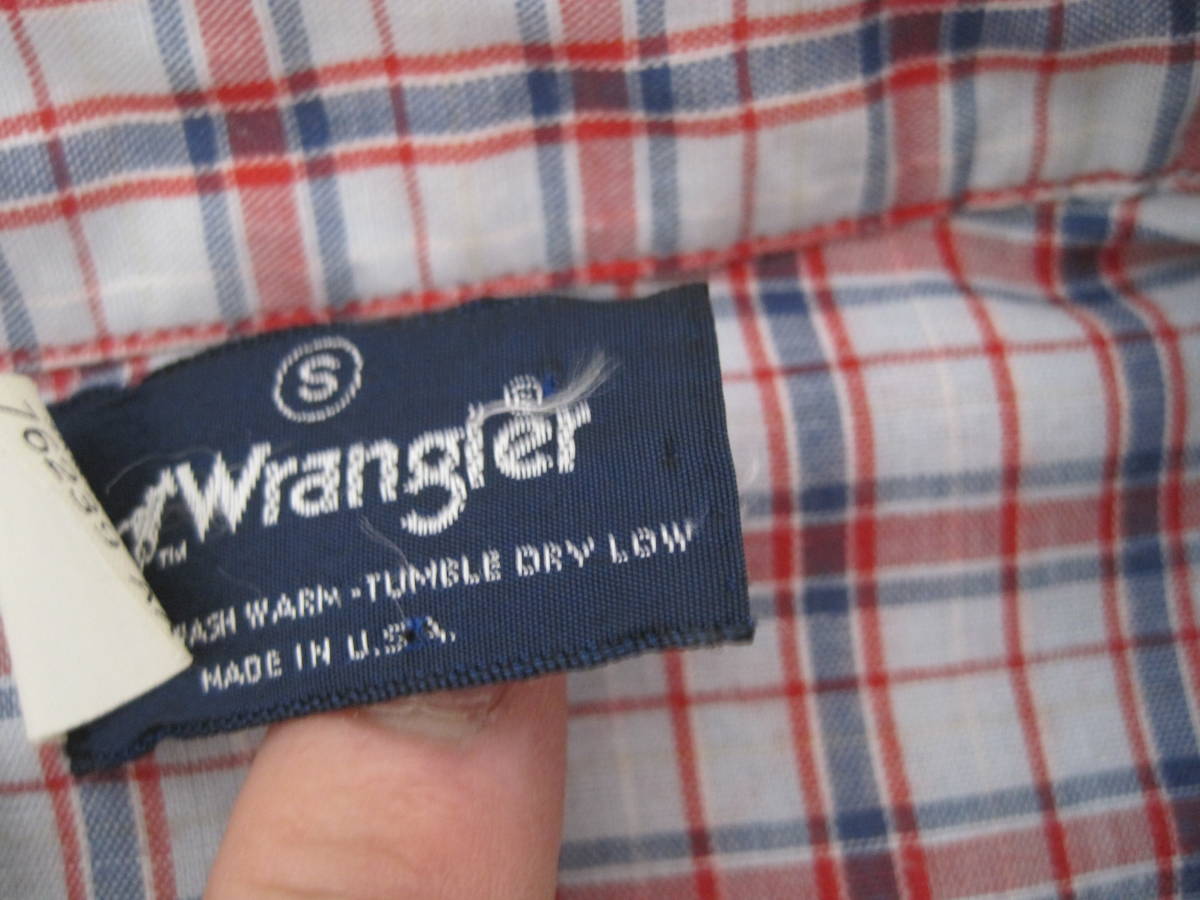 S
Wrangler
TM
WASH WARM - TUMBLE DRY LOW
MADE IN U.S.A.